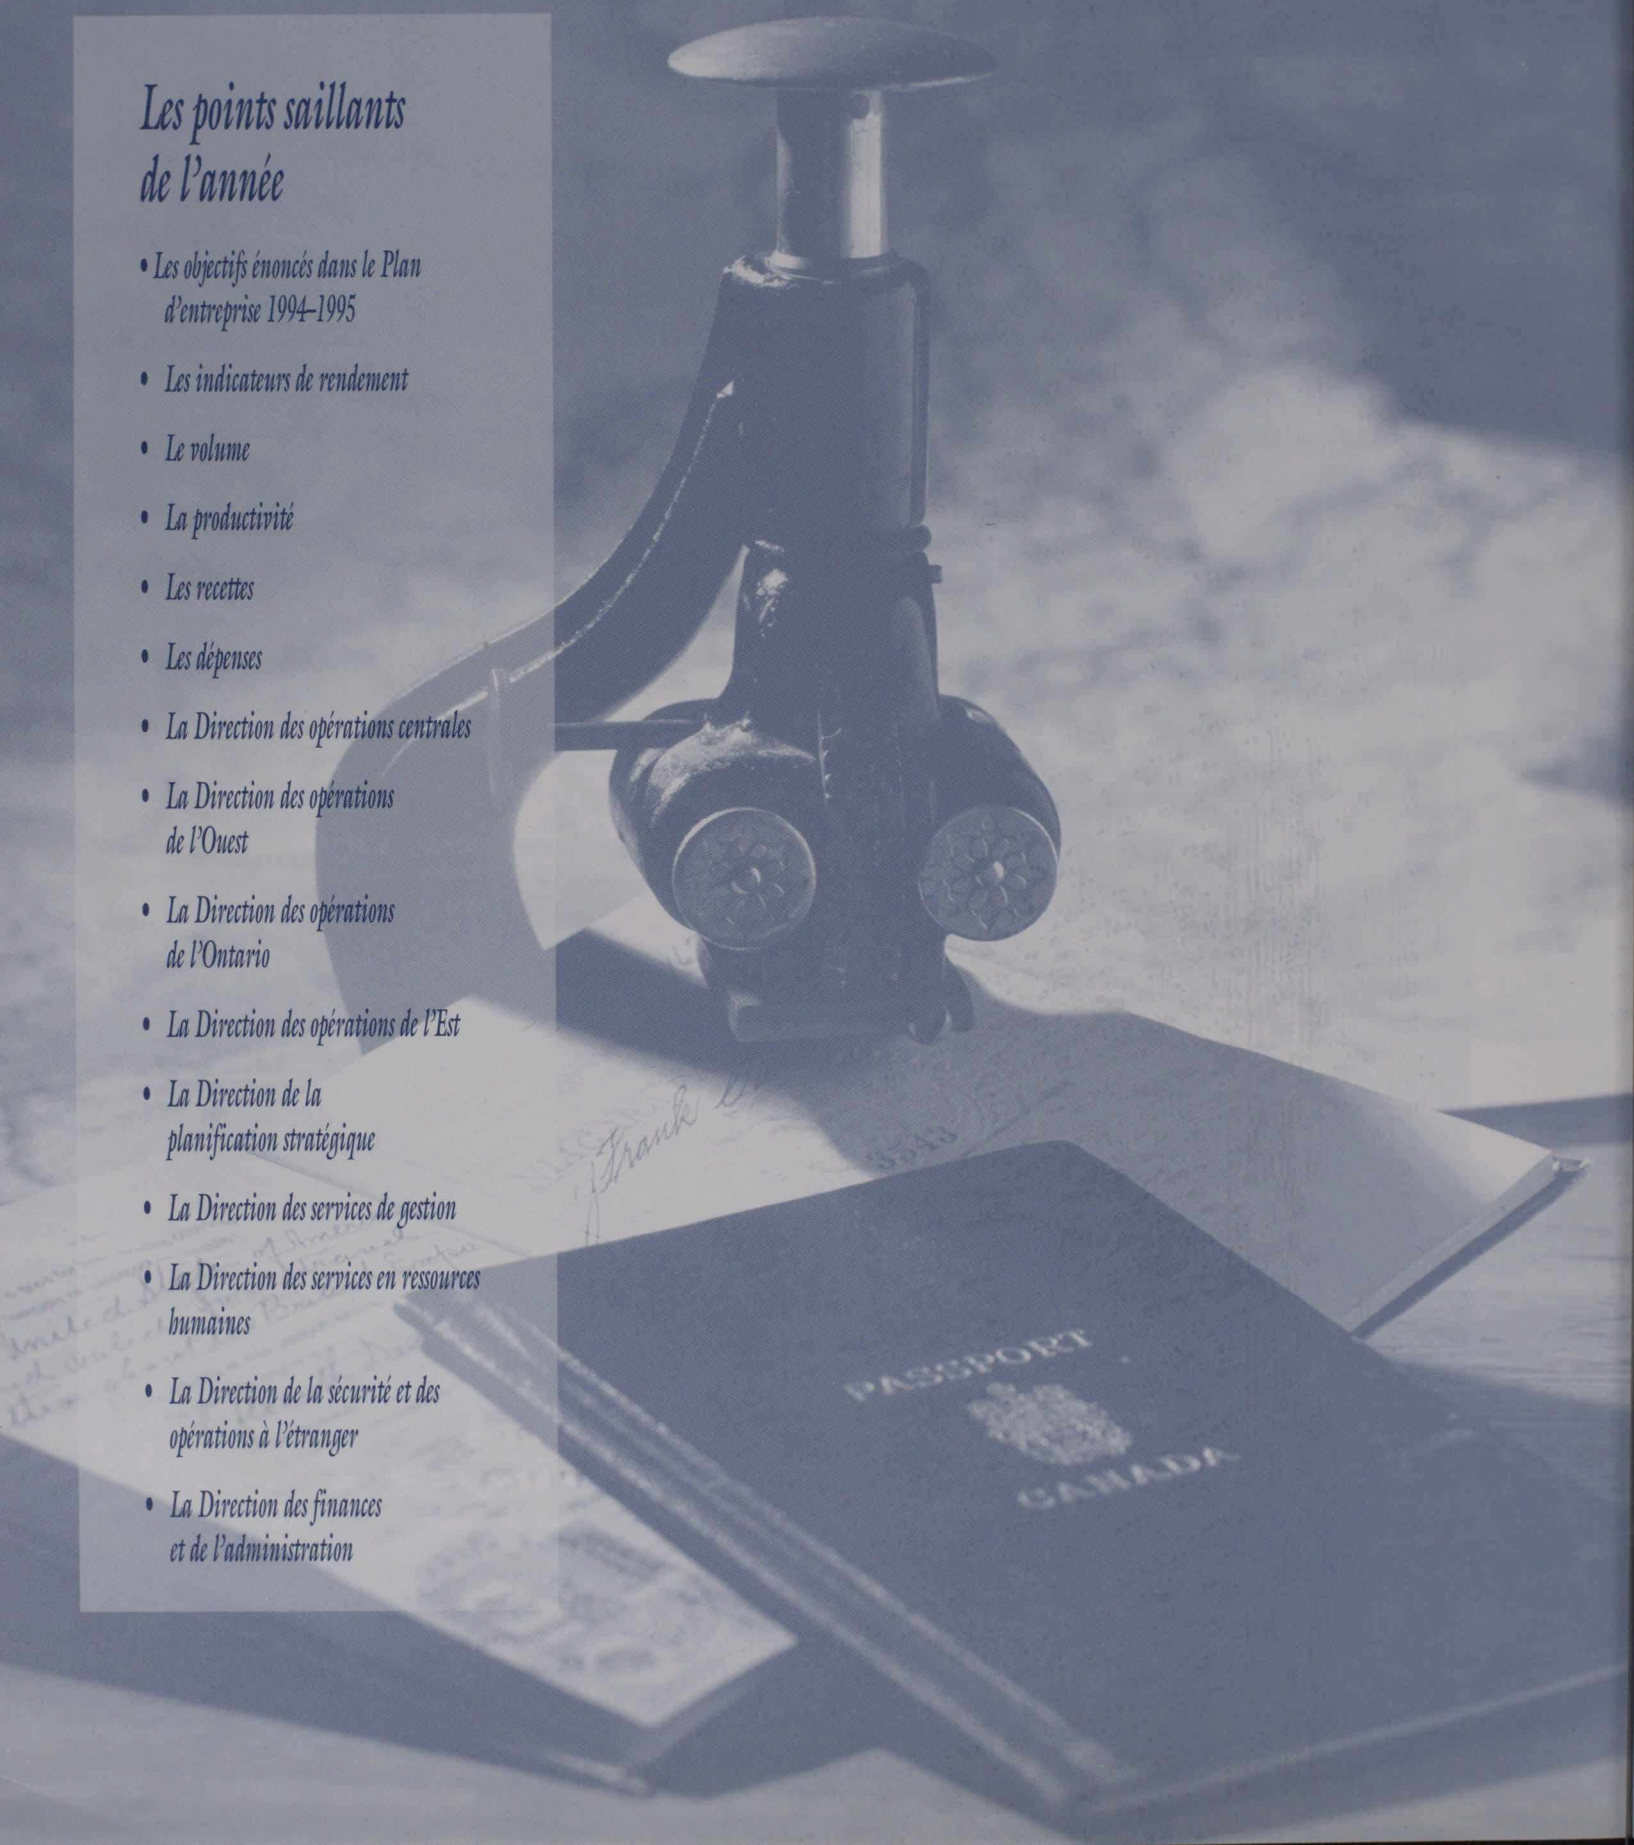 Les points saillants
de l'année
• Les objectifs énoncés dans le Plan
d'entreprise 1994–1995
• Les indicateurs de rendement
• Le volume
• La productivité
• Les recettes
• Les dépenses
• La Direction des opérations centrales
• La Direction des opérations
de l'Ouest
• La Direction des opérations
de l'Ontario
• La Direction des opérations de l'Est
• La Direction de la
planification stratégique
• La Direction des services de gestion
• La Direction des services en ressources
humaines
• La Direction de la sécurité et des
opérations à l'étranger
• La Direction des finances
et de l'administration
Frank
3543
of America
PASSPORT
CANADA